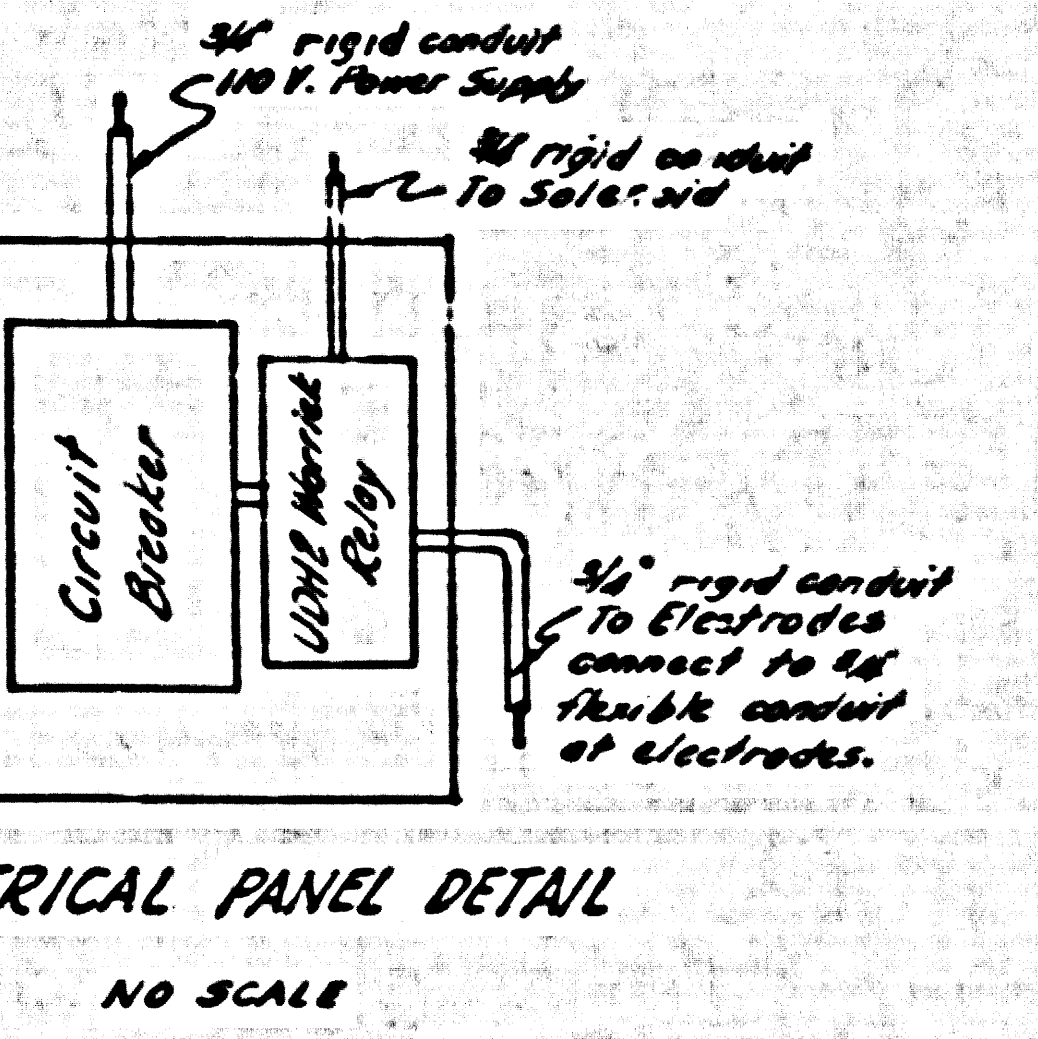 3/4" rigid conduit
110 V. Power Supply
3/4" rigid conduit
To Solenoid
Circuit
Breaker
Relay
3/4" rigid conduit
To Electrodes
connect to 3/4"
flexible conduit
at electrodes.
TRICAL PANEL DETAIL
NO SCALE